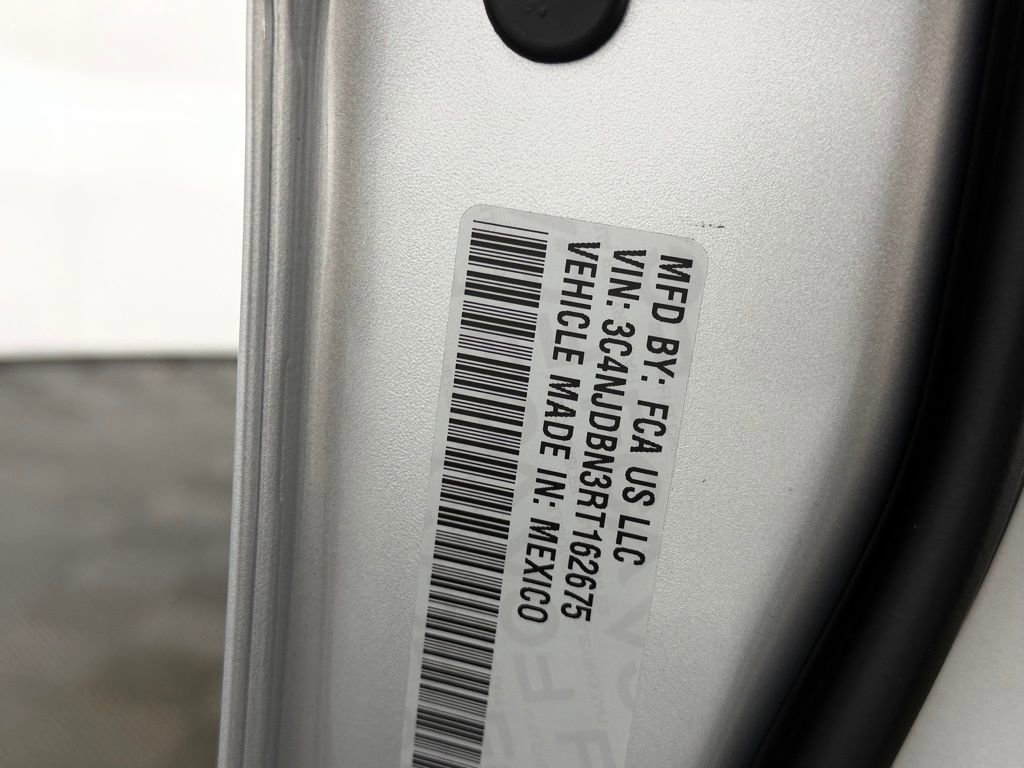 MFD BY: FCA US LLC
VIN: 3C4NJDBN3RT162675
VEHICLE MADE IN: MEXICO